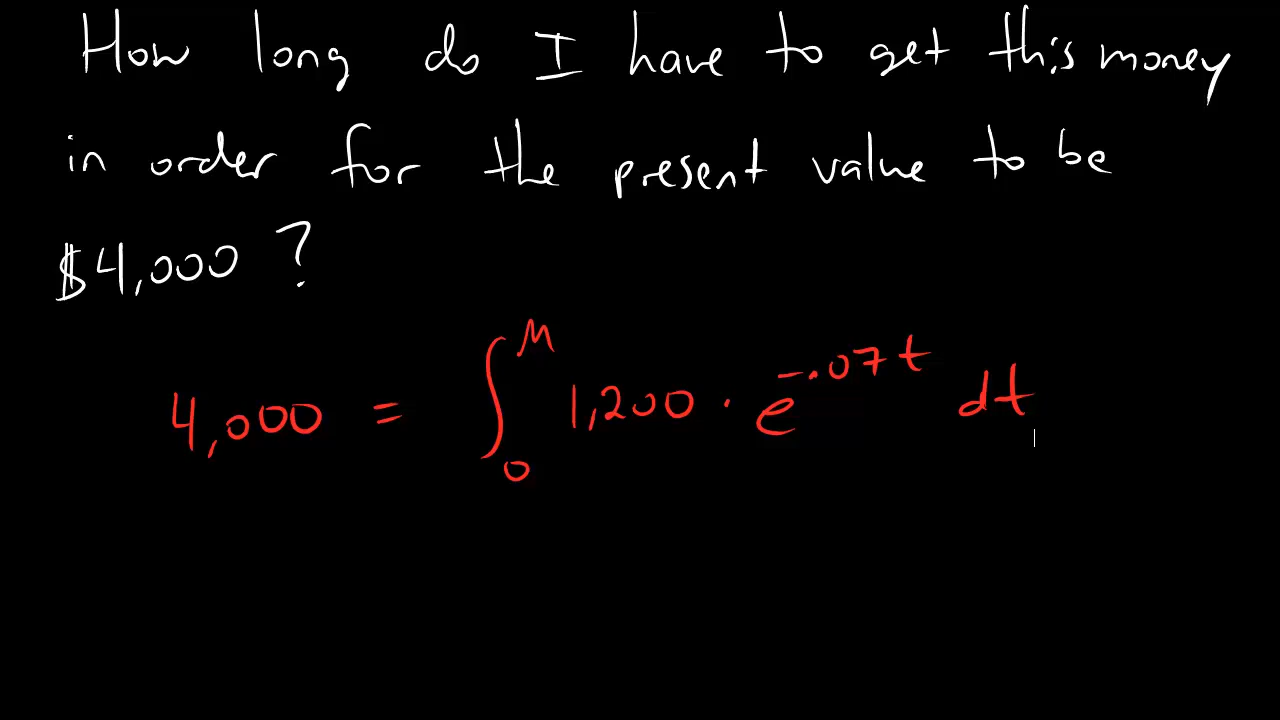 How long do I have to get this money
in order for the present value to be
$4,000 ?
4,000 = ∫₀ᴹ 1,200 · e^(-.07t) dt